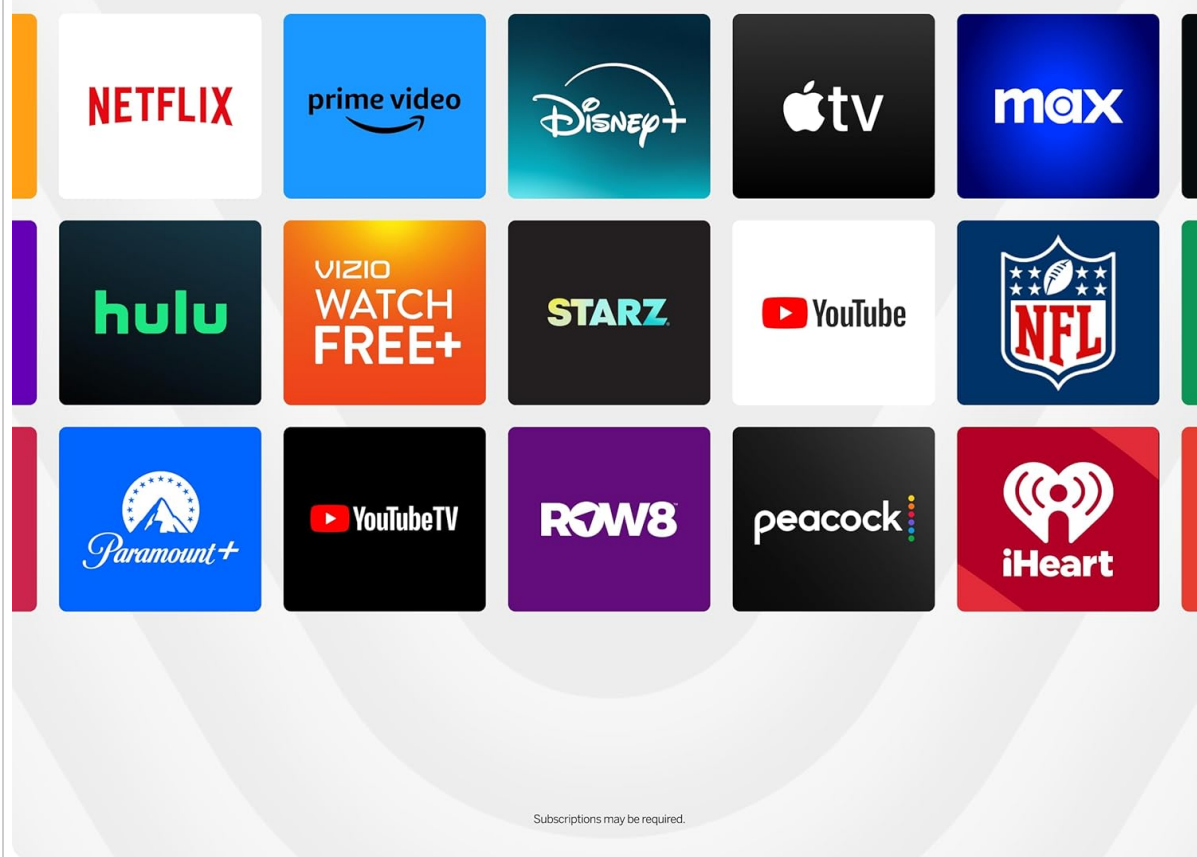 NETFLIX
prime video
Disney+
tv
max
hulu
VIZIO
WATCH
FREE+
STARZ
YouTube
NFL
Paramount+
YouTubeTV
ROW8
peacock
iHeart
Subscriptions may be required.